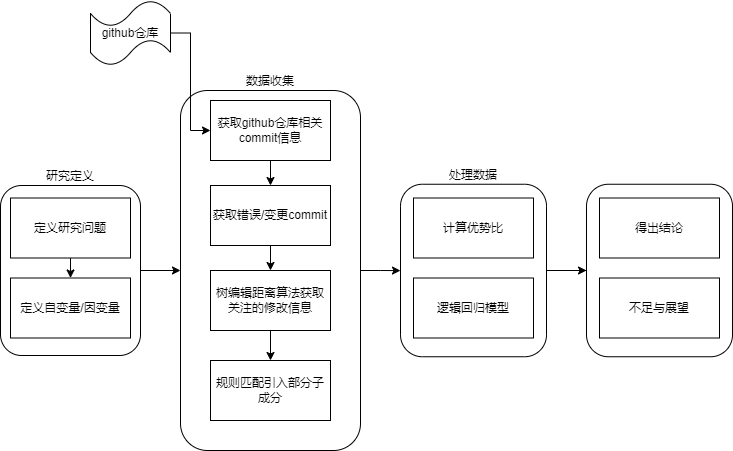 github仓库
数据收集
获取github仓库相关
commit信息
获取错误/变更commit
树编辑距离算法获取
关注的修改信息
规则匹配引入部分子
成分
研究定义
定义研究问题
定义自变量/因变量
处理数据
计算优势比
逻辑回归模型
得出结论
不足与展望